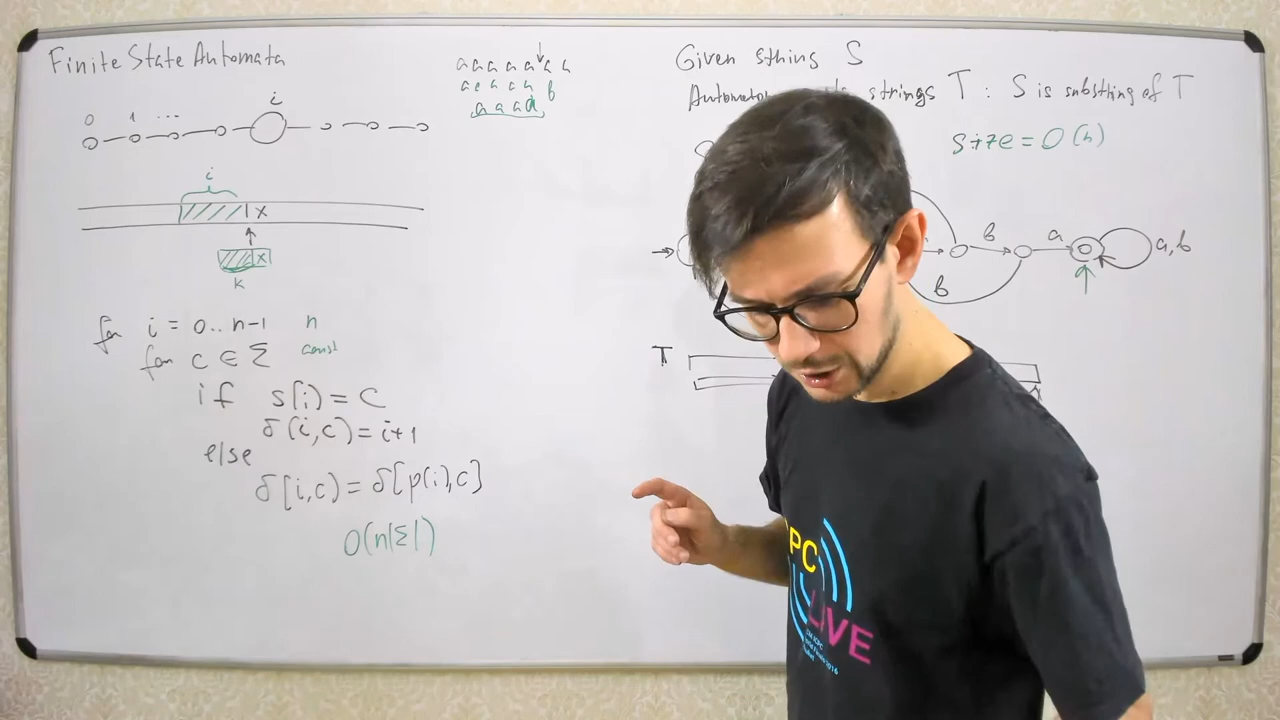 Finite State Automata
0 1 ... i
i
x
x
k
for i = 0..n-1 n
for c ∈ Σ const
if s[i] = c
δ(i,c) = i+1
else
δ[i,c) = δ[p(i),c]
O(n|Σ|)
a a a a a a a a
a a a a a b
a a a a
Given string S
strings T : S is substring of T
size = O(n)
S
b a a,b
b
T
PC
LIVE